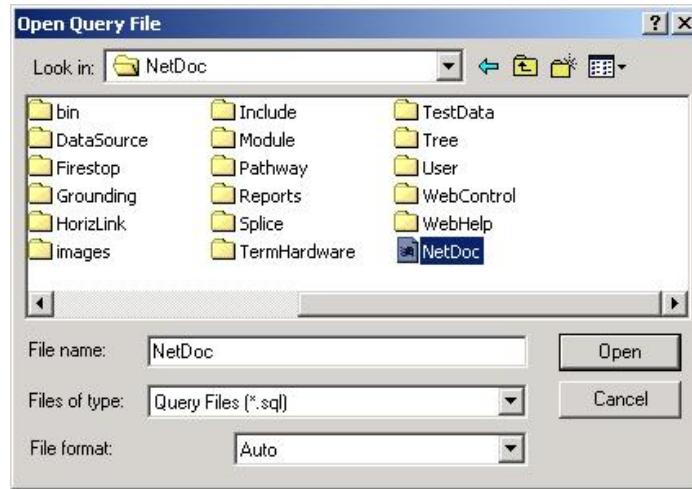 Open Query File
Look in: NetDoc
bin Include TestData
DataSource Module Tree
Firestop Pathway User
Grounding Reports WebControl
HorizLink Splice WebHelp
images TermHardware NetDoc
File name: NetDoc Open
Files of type: Query Files (*.sql) Cancel
File format: Auto